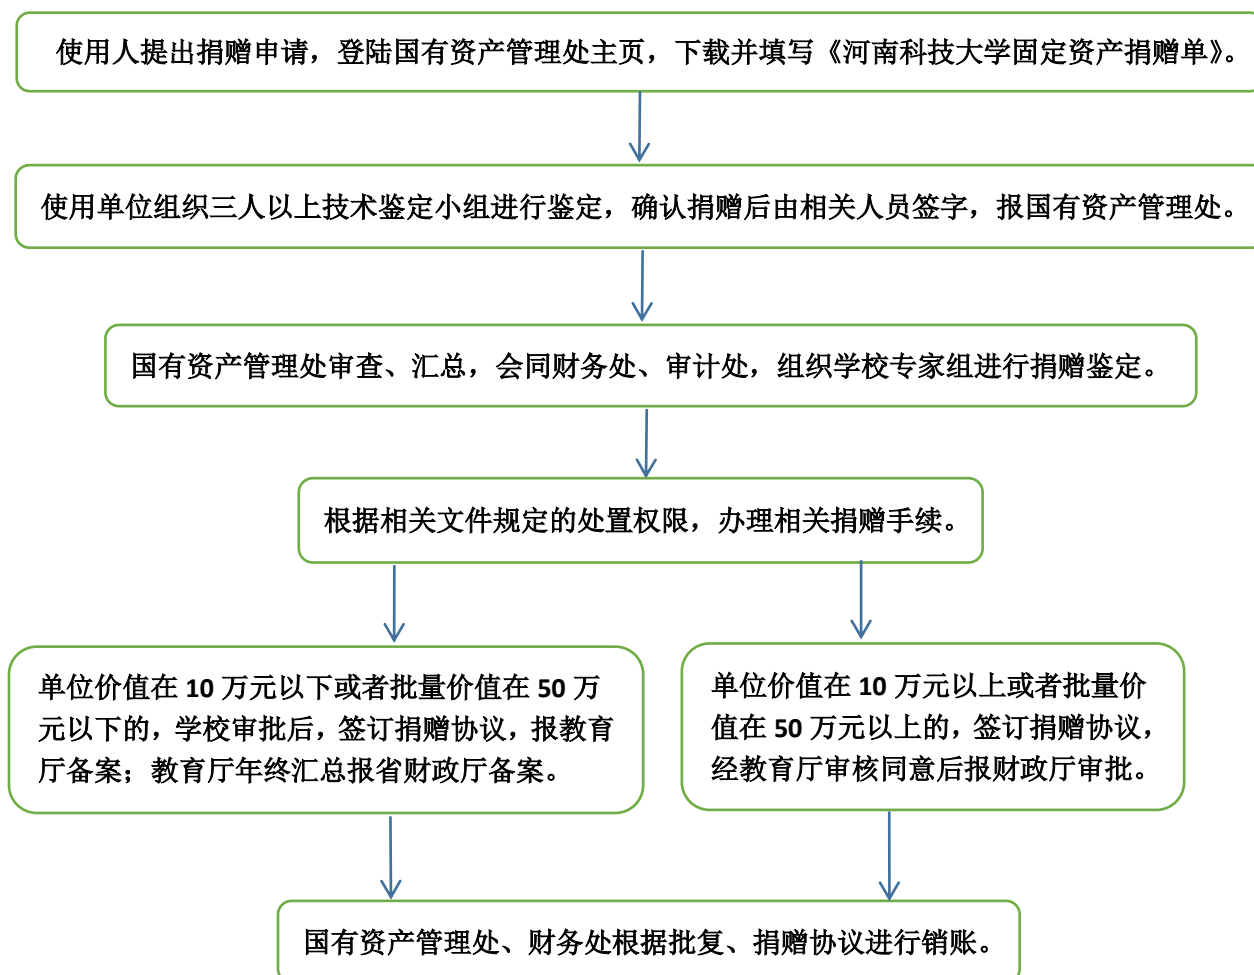 使用人提出捐赠申请，登陆国有资产管理处主页，下载并填写《河南科技大学固定资产捐赠单》。
使用单位组织三人以上技术鉴定小组进行鉴定，确认捐赠后由相关人员签字，报国有资产管理处。
国有资产管理处审查、汇总，会同财务处、审计处，组织学校专家组进行捐赠鉴定。
根据相关文件规定的处置权限，办理相关捐赠手续。
单位价值在 10 万元以下或者批量价值在 50 万
元以下的，学校审批后，签订捐赠协议，报教育
厅备案；教育厅年终汇总报省财政厅备案。
单位价值在 10 万元以上或者批量价
值在 50 万元以上的，签订捐赠协议，
经教育厅审核同意后报财政厅审批。
国有资产管理处、财务处根据批复、捐赠协议进行销账。